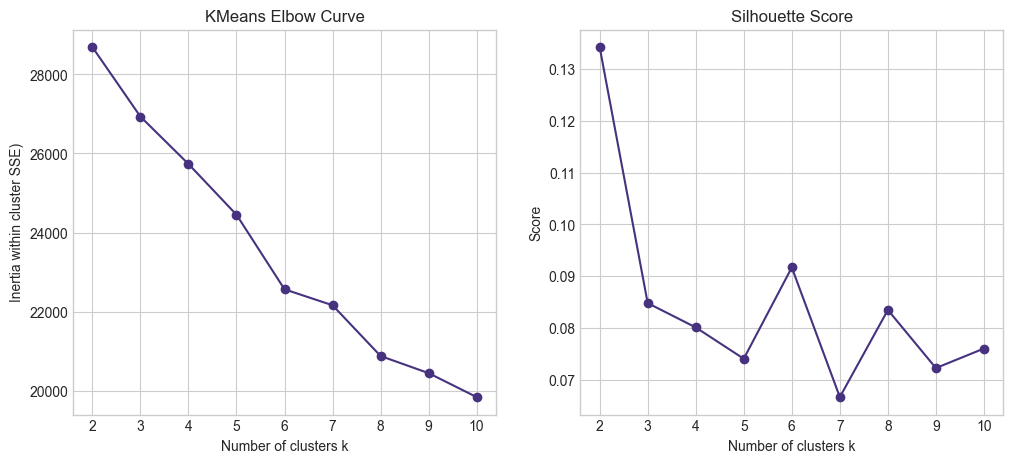 KMeans Elbow Curve
28000
26000
24000
22000
20000
Inertia within cluster SSE)
2 3 4 5 6 7 8 9 10
Number of clusters k
Silhouette Score
0.13
0.12
0.11
0.10
0.09
0.08
0.07
Score
2 3 4 5 6 7 8 9 10
Number of clusters k